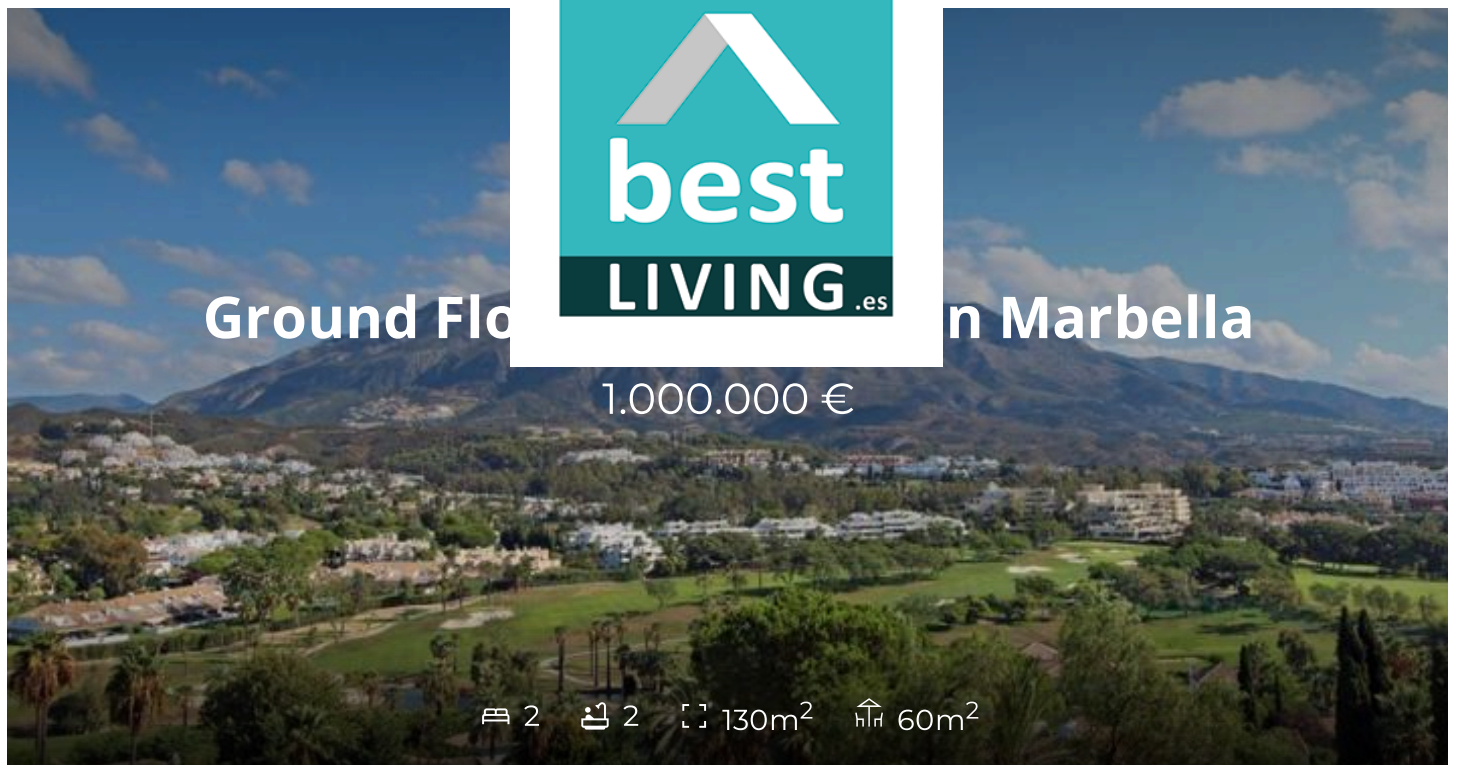 best
LIVING.es
Ground Flo n Marbella
1.000.000 €
2 2 130m² 60m²